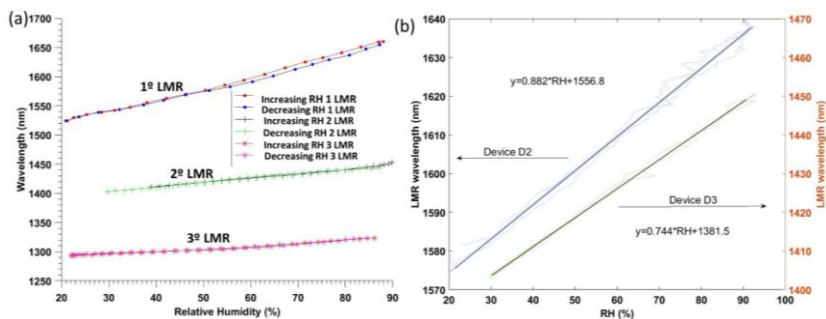 (a)
1700
1650
1600
1550
1500
1450
1400
1350
1300
1250
Wavelength (nm)
1º LMR
2º LMR
3º LMR
Increasing RH 1 LMR
Decreasing RH 1 LMR
Increasing RH 2 LMR
Decreasing RH 2 LMR
Increasing RH 3 LMR
Decreasing RH 3 LMR
20 30 40 50 60 70 80 90
Relative Humidity (%)
(b)
1640
1630
1620
1610
1600
1590
1580
1570
LMR wavelength (nm)
y=0.882*RH+1556.8
Device D2
Device D3
y=0.744*RH+1381.5
20 30 40 50 60 70 80 90 100
RH (%)
1470
1460
1450
1440
1430
1420
1410
1400
LMR wavelength (nm)